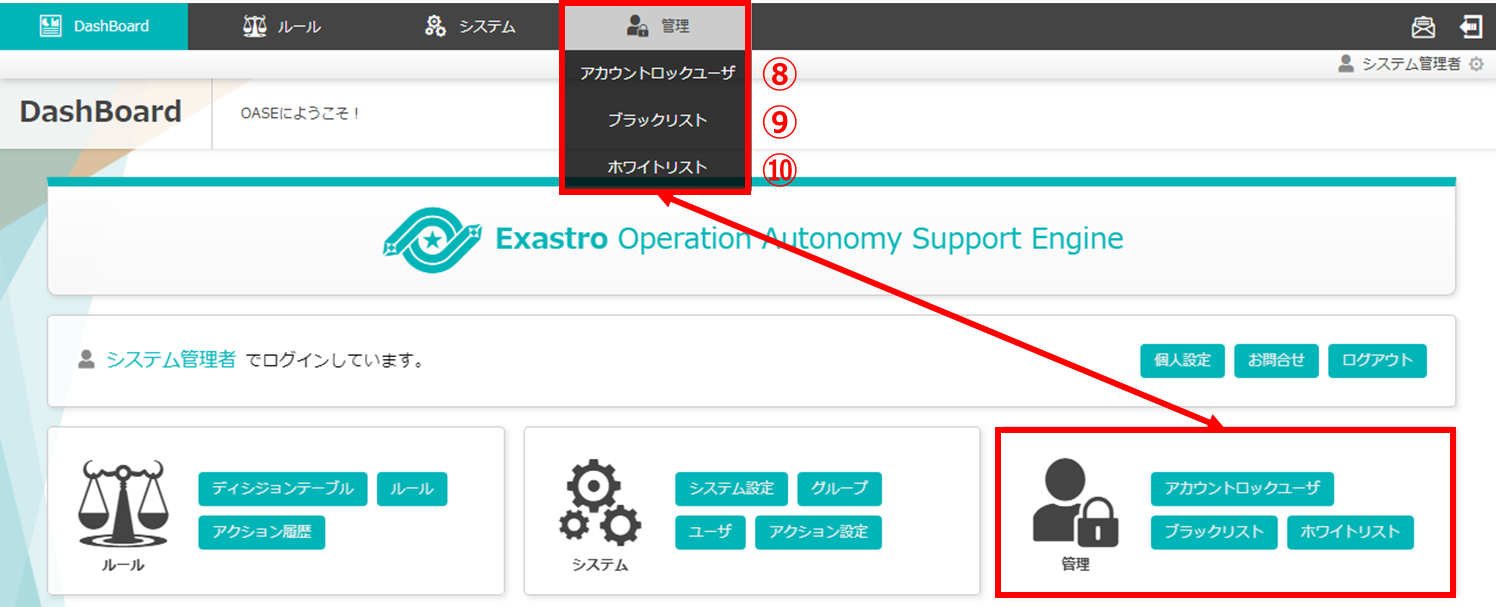 DashBoard ルール システム 管理
アカウントロックユーザ ⑧
システム管理者
DashBoard OASEにようこそ！
ブラックリスト ⑨
ホワイトリスト ⑩
Exastro Operation Autonomy Support Engine
システム管理者 でログインしています。 個人設定 お問合せ ログアウト
ディシジョンテーブル ルール
アクション履歴
ルール
システム設定 グループ
ユーザ アクション設定
システム
アカウントロックユーザ
ブラックリスト ホワイトリスト
管理